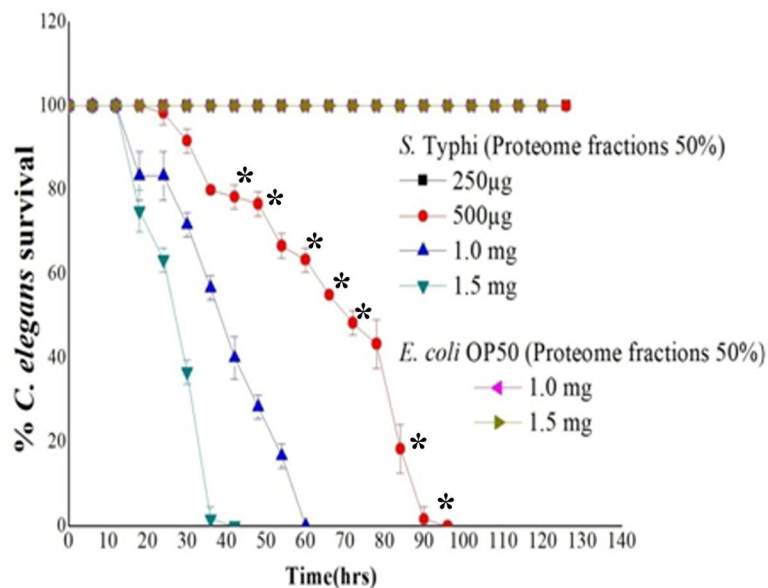 120
100
80
60
40
20
0
% C. elegans survival
0 10 20 30 40 50 60 70 80 90 100 110 120 130 140
Time(hrs)
S. Typhi (Proteome fractions 50%)
250µg
500µg
1.0 mg
1.5 mg
E. coli OP50 (Proteome fractions 50%)
1.0 mg
1.5 mg
* * * * * * *